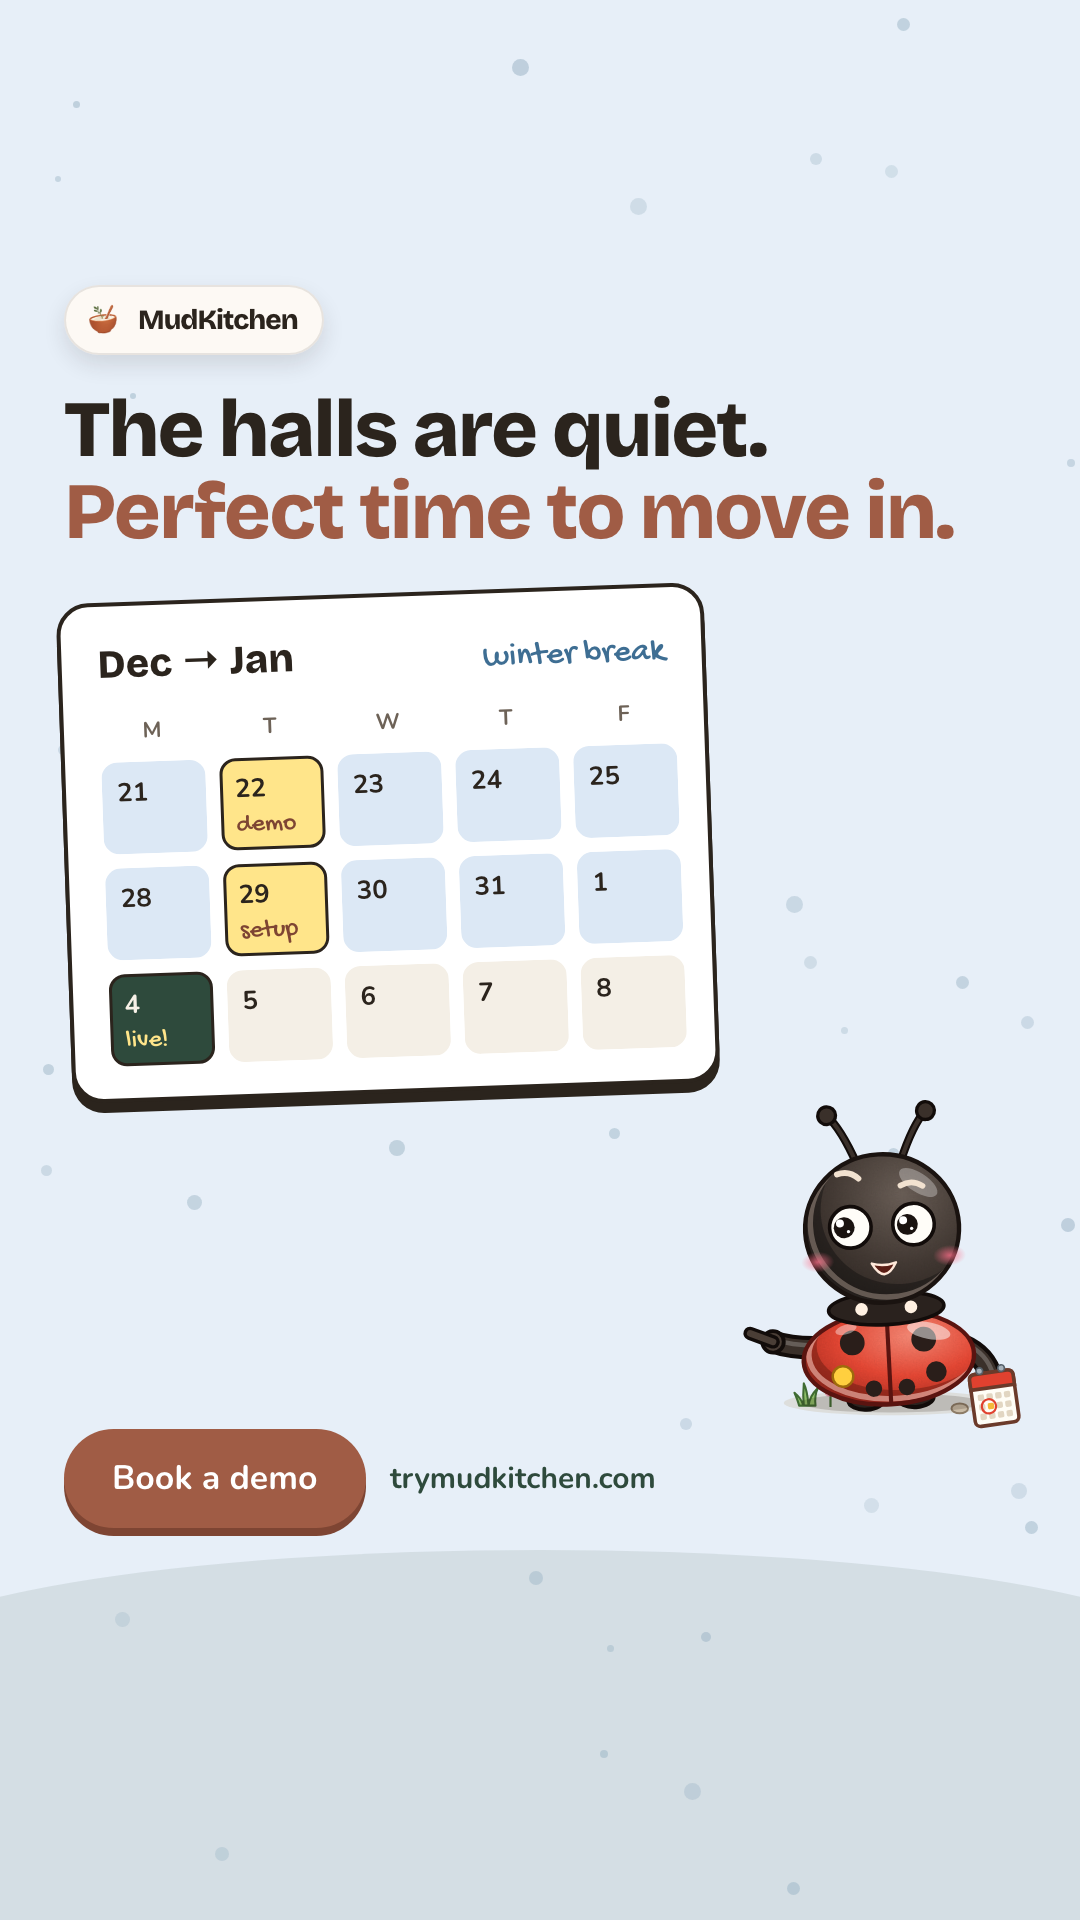 MudKitchen
The halls are quiet.
Perfect time to move in.
Dec → Jan
winter break
M T W T F
21 22 23 24 25
demo
28 29 30 31 1
setup
4 5 6 7 8
live!
Book a demo
trymudkitchen.com